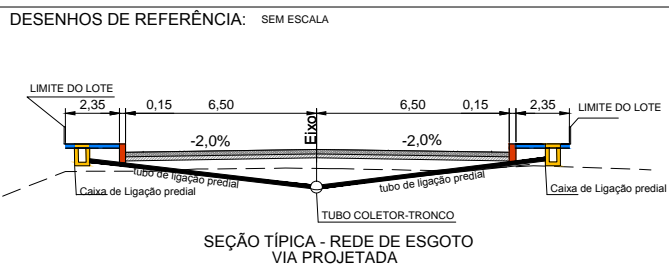 DESENHOS DE REFERÊNCIA: SEM ESCALA
LIMITE DO LOTE
2,35 0,15 6,50 6,50 0,15 2,35
LIMITE DO LOTE
Eixo
-2,0% -2,0%
tubo de ligação predial
tubo de ligação predial
Caixa de Ligação predial
Caixa de Ligação predial
TUBO COLETOR-TRONCO
SEÇÃO TÍPICA - REDE DE ESGOTO
VIA PROJETADA